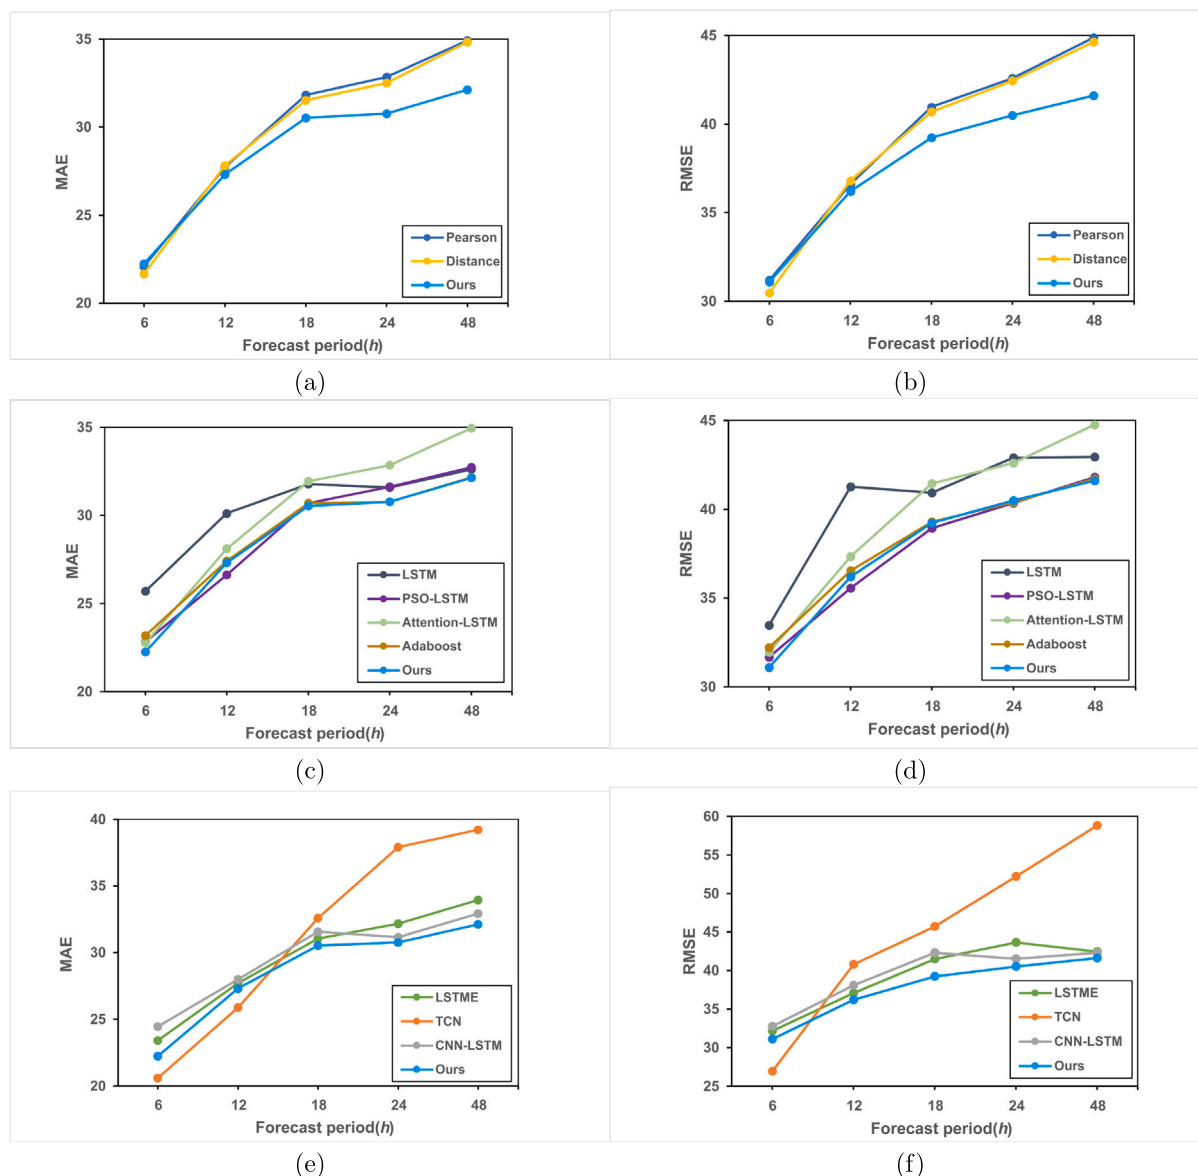 35
30
25
20
MAE
6 12 18 24 48
Forecast period(h)
Pearson
Distance
Ours
(a)
45
40
35
30
RMSE
6 12 18 24 48
Forecast period(h)
Pearson
Distance
Ours
(b)
35
30
25
20
MAE
6 12 18 24 48
Forecast period(h)
LSTM
PSO-LSTM
Attention-LSTM
Adaboost
Ours
(c)
45
40
35
30
RMSE
6 12 18 24 48
Forecast period(h)
LSTM
PSO-LSTM
Attention-LSTM
Adaboost
Ours
(d)
40
35
30
25
20
MAE
6 12 18 24 48
Forecast period(h)
LSTME
TCN
CNN-LSTM
Ours
(e)
60
55
50
45
40
35
30
25
RMSE
6 12 18 24 48
Forecast period(h)
LSTME
TCN
CNN-LSTM
Ours
(f)